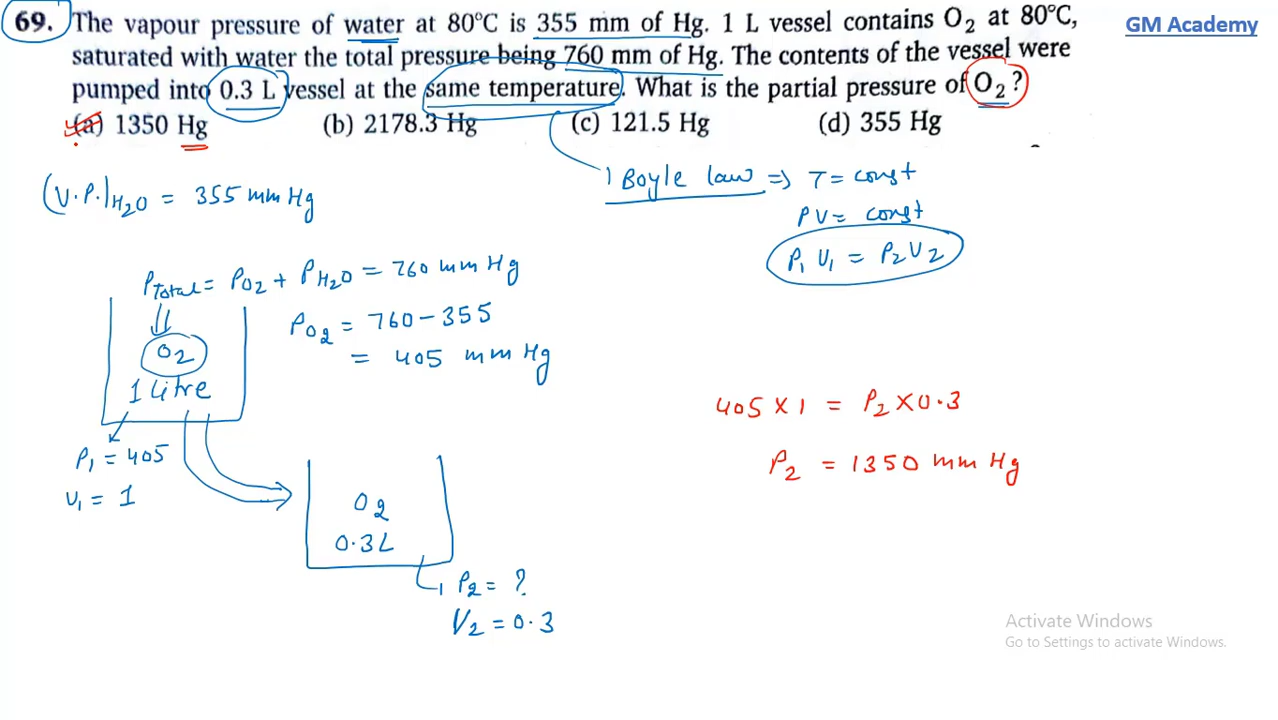 69. The vapour pressure of water at 80°C is 355 mm of Hg. 1 L vessel contains O₂ at 80°C,
GM Academy
saturated with water the total pressure being 760 mm of Hg. The contents of the vessel were
pumped into 0.3 L vessel at the same temperature. What is the partial pressure of O₂ ?
(a) 1350 Hg (b) 2178.3 Hg (c) 121.5 Hg (d) 355 Hg
(V.P.)H₂O = 355 mm Hg
Boyle law ⇒ T = const
PV = const
P₁ V₁ = P₂ V₂
PTotal = PO₂ + PH₂O = 760 mm Hg
PO₂ = 760 - 355
= 405 mm Hg
O₂
1 Litre
P₁ = 405
V₁ = 1
405 × 1 = P₂ × 0.3
P₂ = 1350 mm Hg
O₂
0.3L
P₂ = ?
V₂ = 0.3
Activate Windows
Go to Settings to activate Windows.